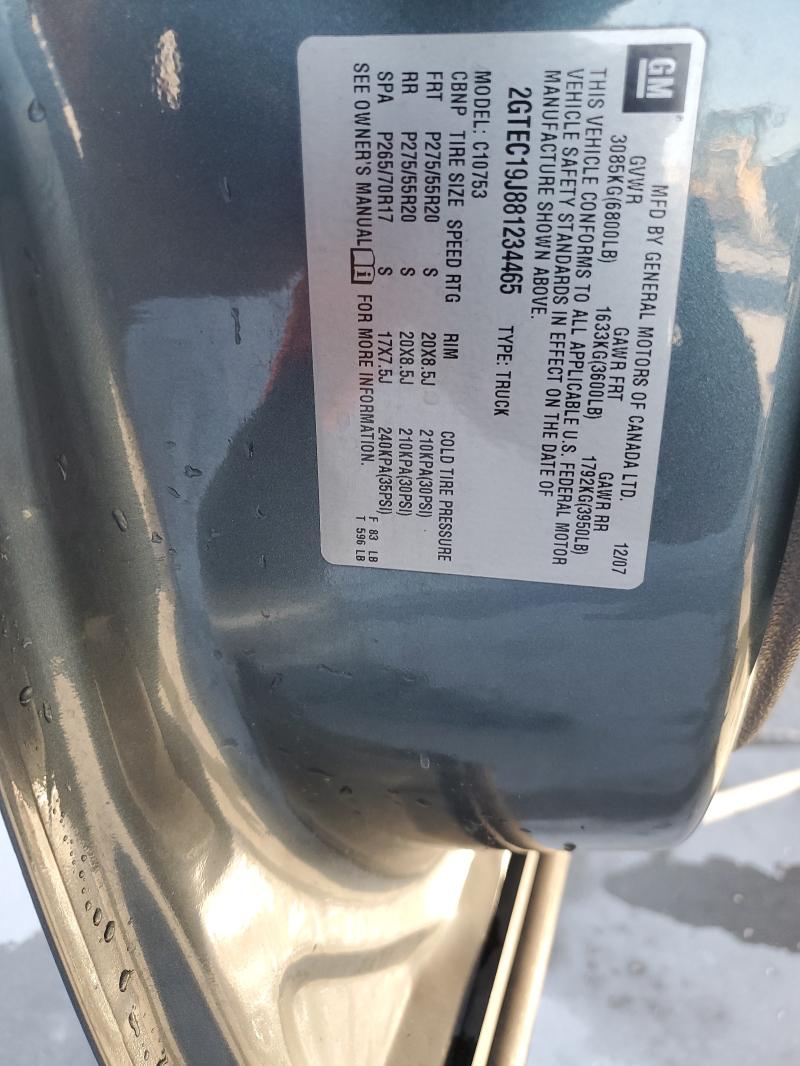 GM
MFD BY GENERAL MOTORS OF CANADA LTD. 12/07
GVWR GAWR FRT GAWR RR
3085KG(6800LB) 1633KG(3600LB) 1792KG(3950LB)
THIS VEHICLE CONFORMS TO ALL APPLICABLE U.S. FEDERAL MOTOR
VEHICLE SAFETY STANDARDS IN EFFECT ON THE DATE OF
MANUFACTURE SHOWN ABOVE.
2GTEC19J881234465 TYPE: TRUCK
MODEL: C10753
CBNP TIRE SIZE SPEED RTG RIM COLD TIRE PRESSURE
FRT P275/55R20 S 20X8.5J 210KPA(30PSI)
RR P275/55R20 S 20X8.5J 210KPA(30PSI)
SPA P265/70R17 S 17X7.5J 240KPA(35PSI) F 83 LB
SEE OWNER'S MANUAL FOR MORE INFORMATION. T 596 LB